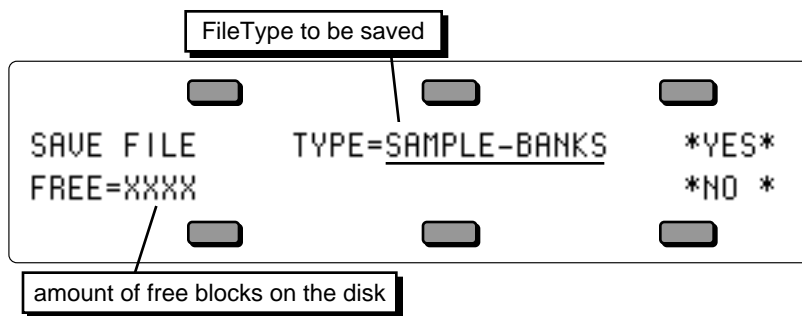 FileType to be saved
SAVE FILE TYPE=SAMPLE-BANKS *YES*
FREE=XXXX *NO *
amount of free blocks on the disk